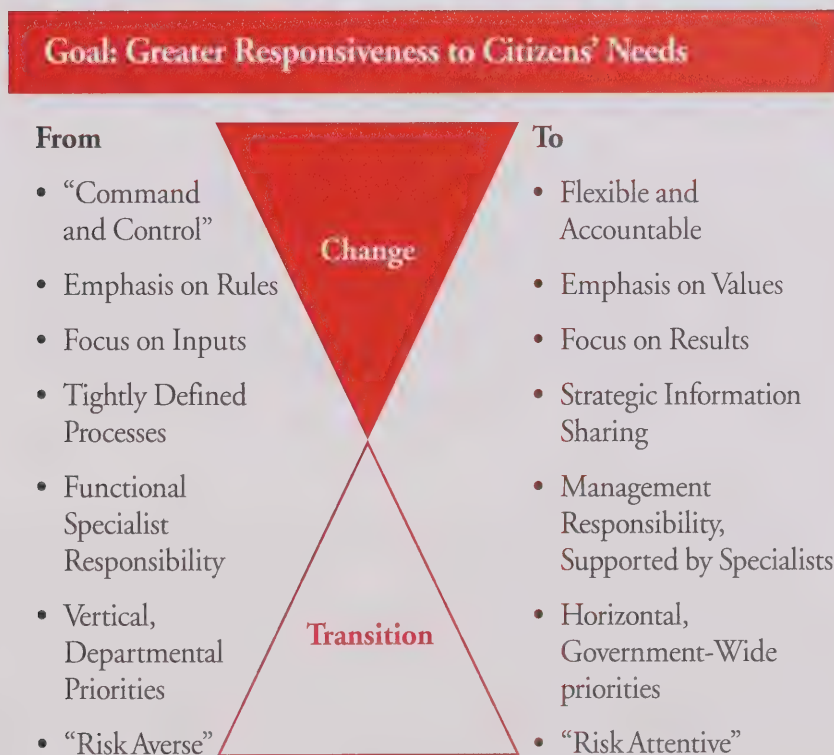 Goal: Greater Responsiveness to Citizens' Needs
From
• “Command
and Control”
• Emphasis on Rules
• Focus on Inputs
• Tightly Defined
Processes
• Functional
Specialist
Responsibility
• Vertical,
Departmental
Priorities
• “Risk Averse”
Change
Transition
To
• Flexible and
Accountable
• Emphasis on Values
• Focus on Results
• Strategic Information
Sharing
• Management
Responsibility,
Supported by Specialists
• Horizontal,
Government-Wide
priorities
• “Risk Attentive”